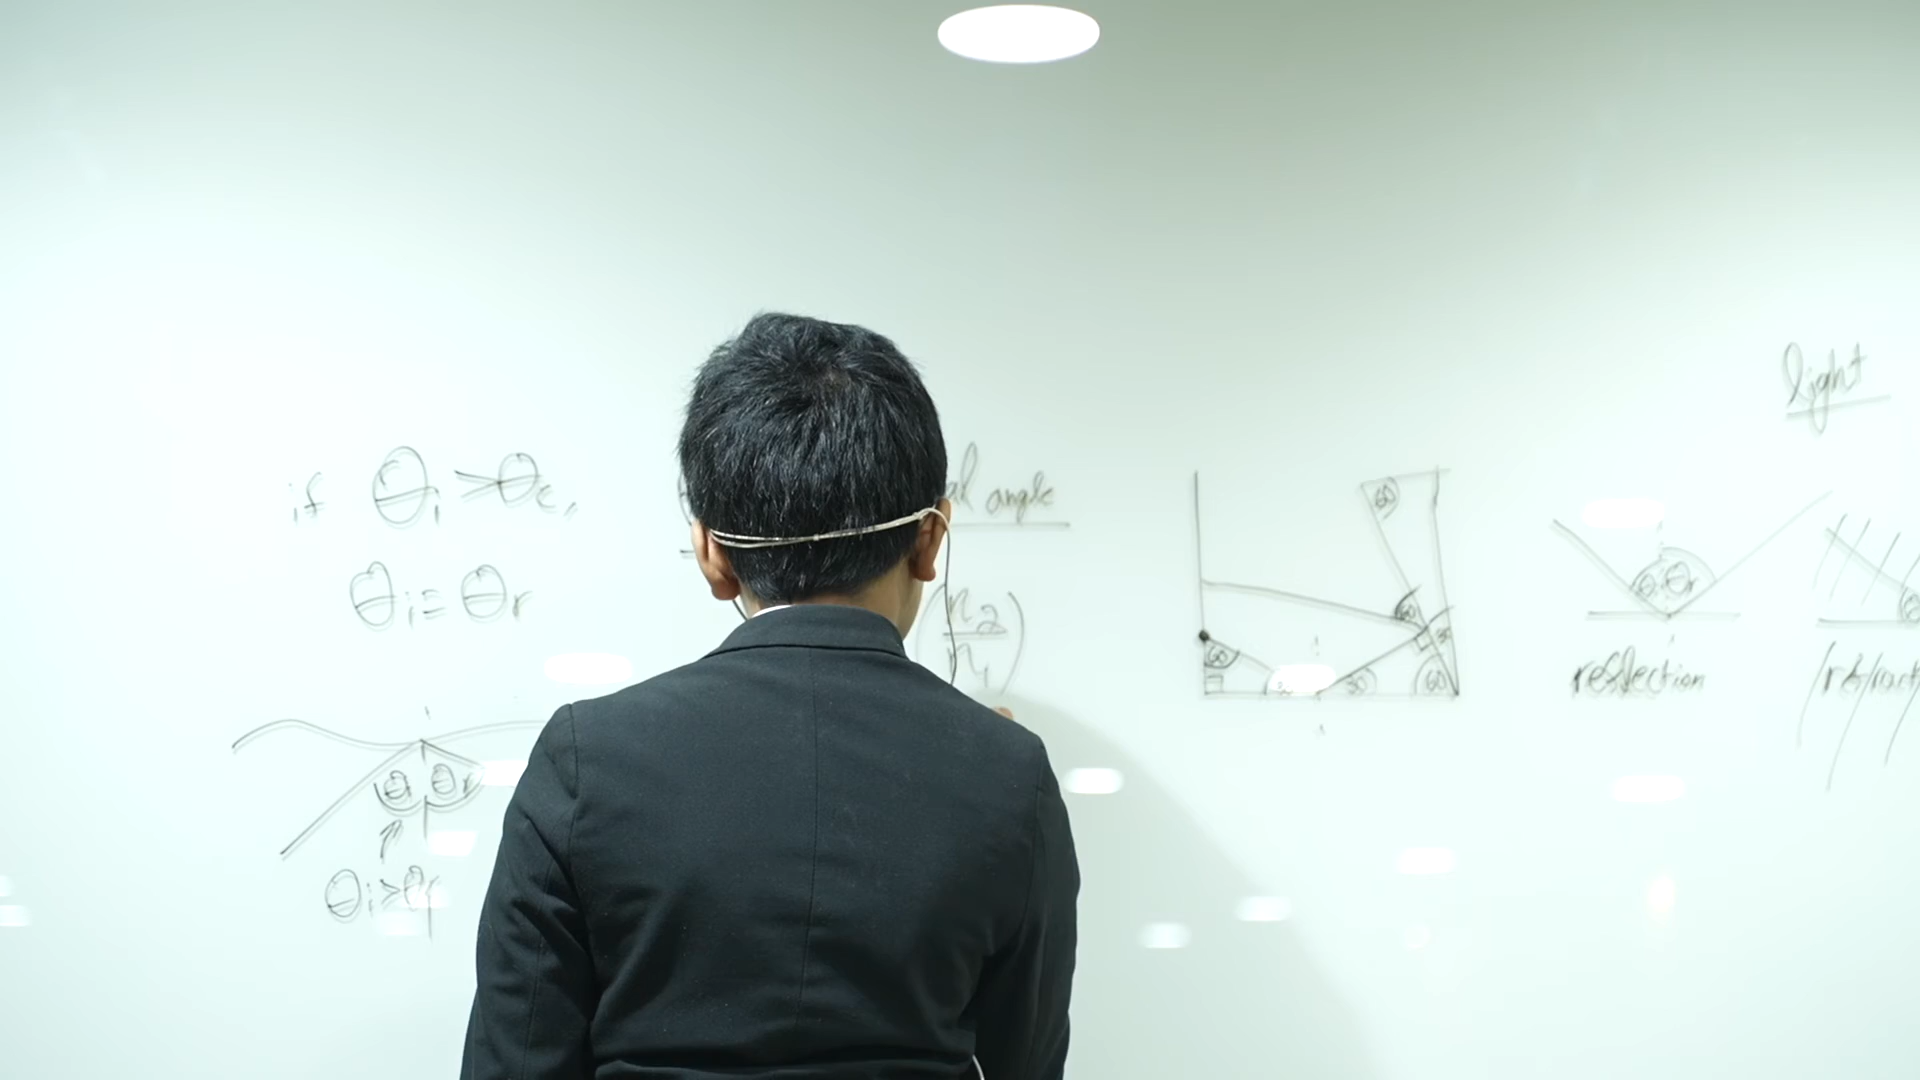 if θi > θc,
θi = θr
θi θr
θi > θc
al angle
(n2/n1)
60
60
60
30
30
60
light
θi θr
reflection